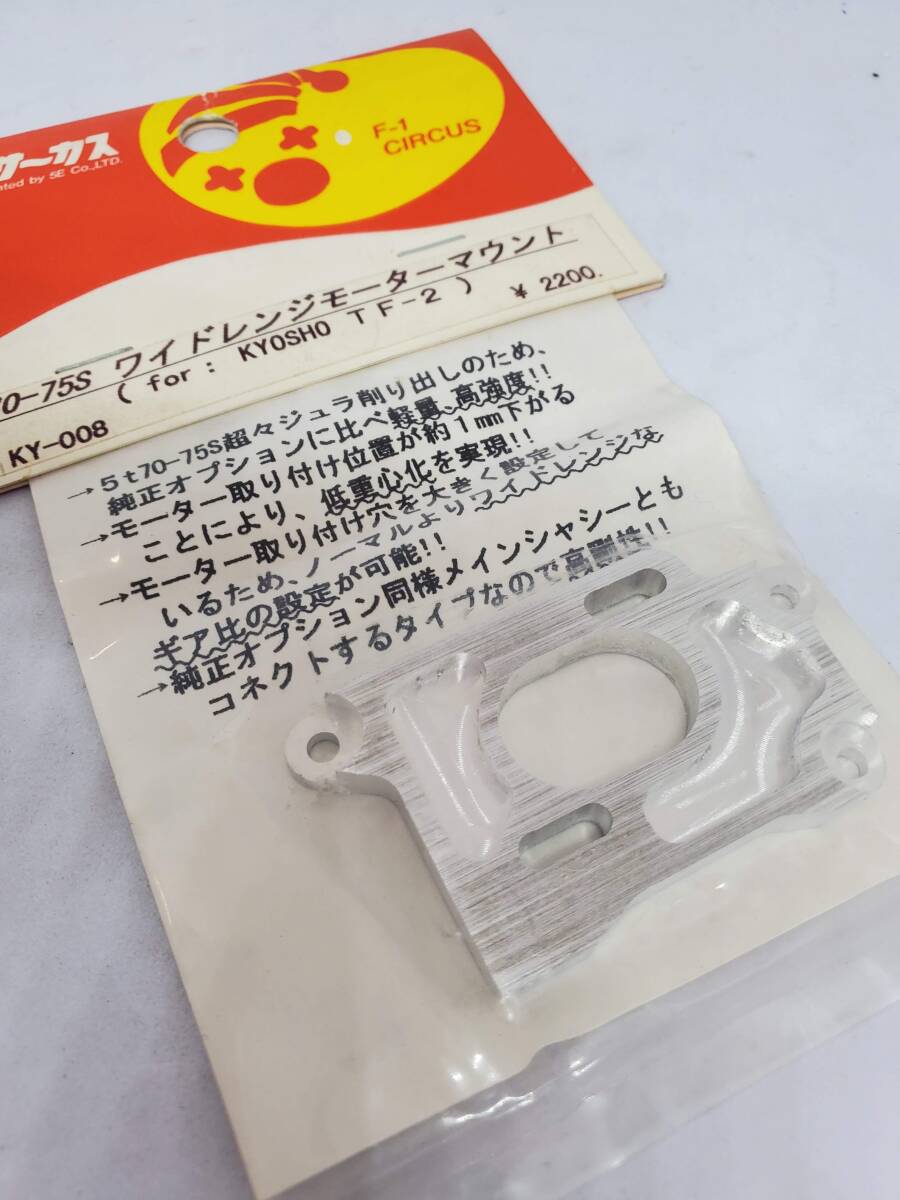 サーカス
nted by 5E Co.,LTD.
F-1
CIRCUS
70-75S ワイドレンジモーターマウント
( for : KYOSHO TF-2 ) ¥ 2200.
KY-008
→5t70-75S超々ジュラ削り出しのため、
純正オプションに比べ軽量、高強度!!
→モーター取り付け位置が約1mm下がる
ことにより、低重心化を実現!!
→モーター取り付け穴を大きく設定して
いるため、ノーマルよりワイドレンジな
ギア比の設定が可能!!
→純正オプション同様メインシャシーとも
コネクトするタイプなので高剛性!!